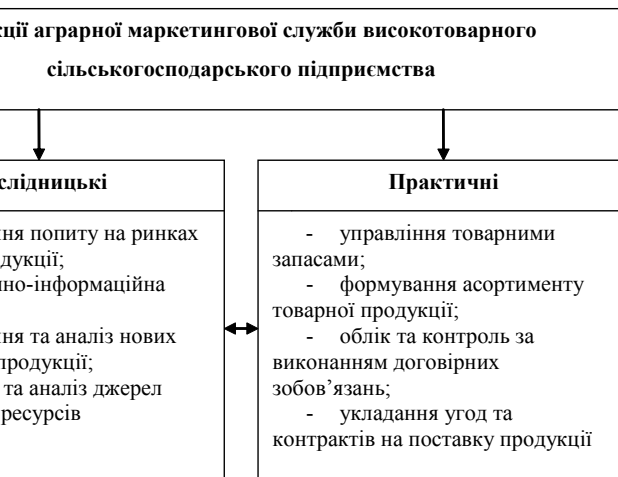 кції аграрної маркетингової служби високотоварного
сільськогосподарського підприємства
слідницькі
ня попиту на ринках
дукції;
но-інформаційна
ня та аналіз нових
продукції;
та аналіз джерел
ресурсів
Практичні
- управління товарними
запасами;
- формування асортименту
товарної продукції;
- облік та контроль за
виконанням договірних
зобов’язань;
- укладання угод та
контрактів на поставку продукції